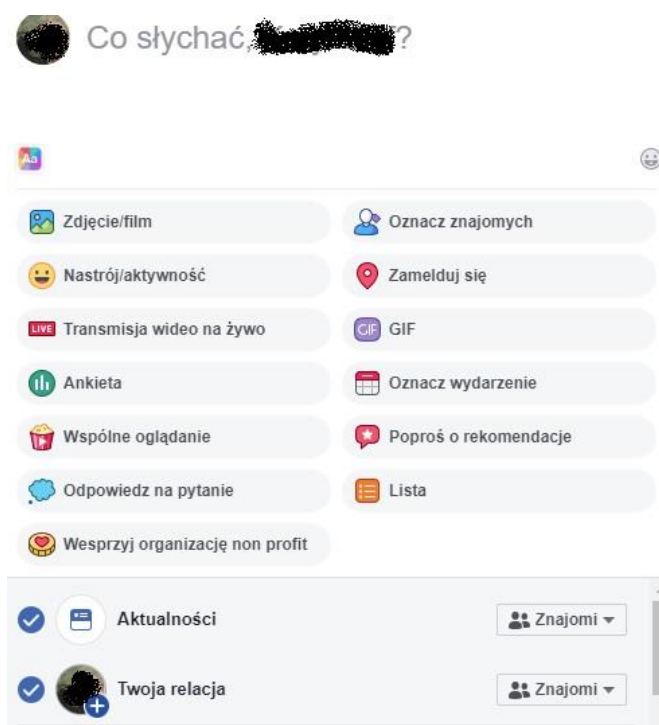 Co słychać, ?
Aa
Zdjęcie/film
Oznacz znajomych
Nastrój/aktywność
Zamelduj się
LIVE Transmisja wideo na żywo
GIF GIF
Ankieta
Oznacz wydarzenie
Wspólne oglądanie
Poproś o rekomendacje
Odpowiedz na pytanie
Lista
Wesprzyj organizację non profit
Aktualności
Znajomi
Twoja relacja
Znajomi